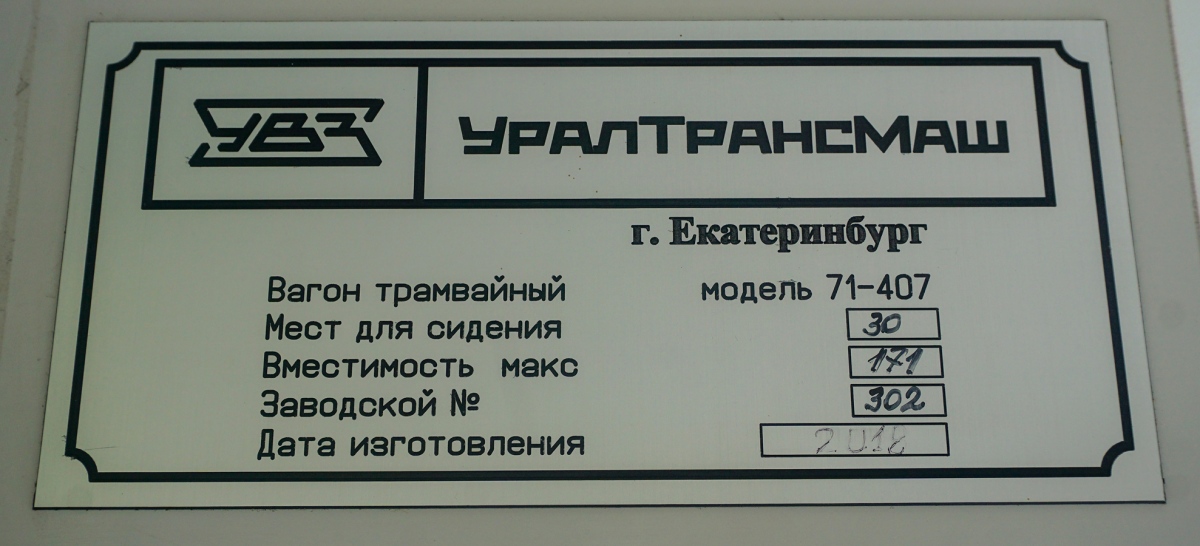 УВЗ УРАЛТРАНСМАШ
г. Екатеринбург
Вагон трамвайный модель 71-407
Мест для сидения 30
Вместимость макс 171
Заводской № 302
Дата изготовления 2018